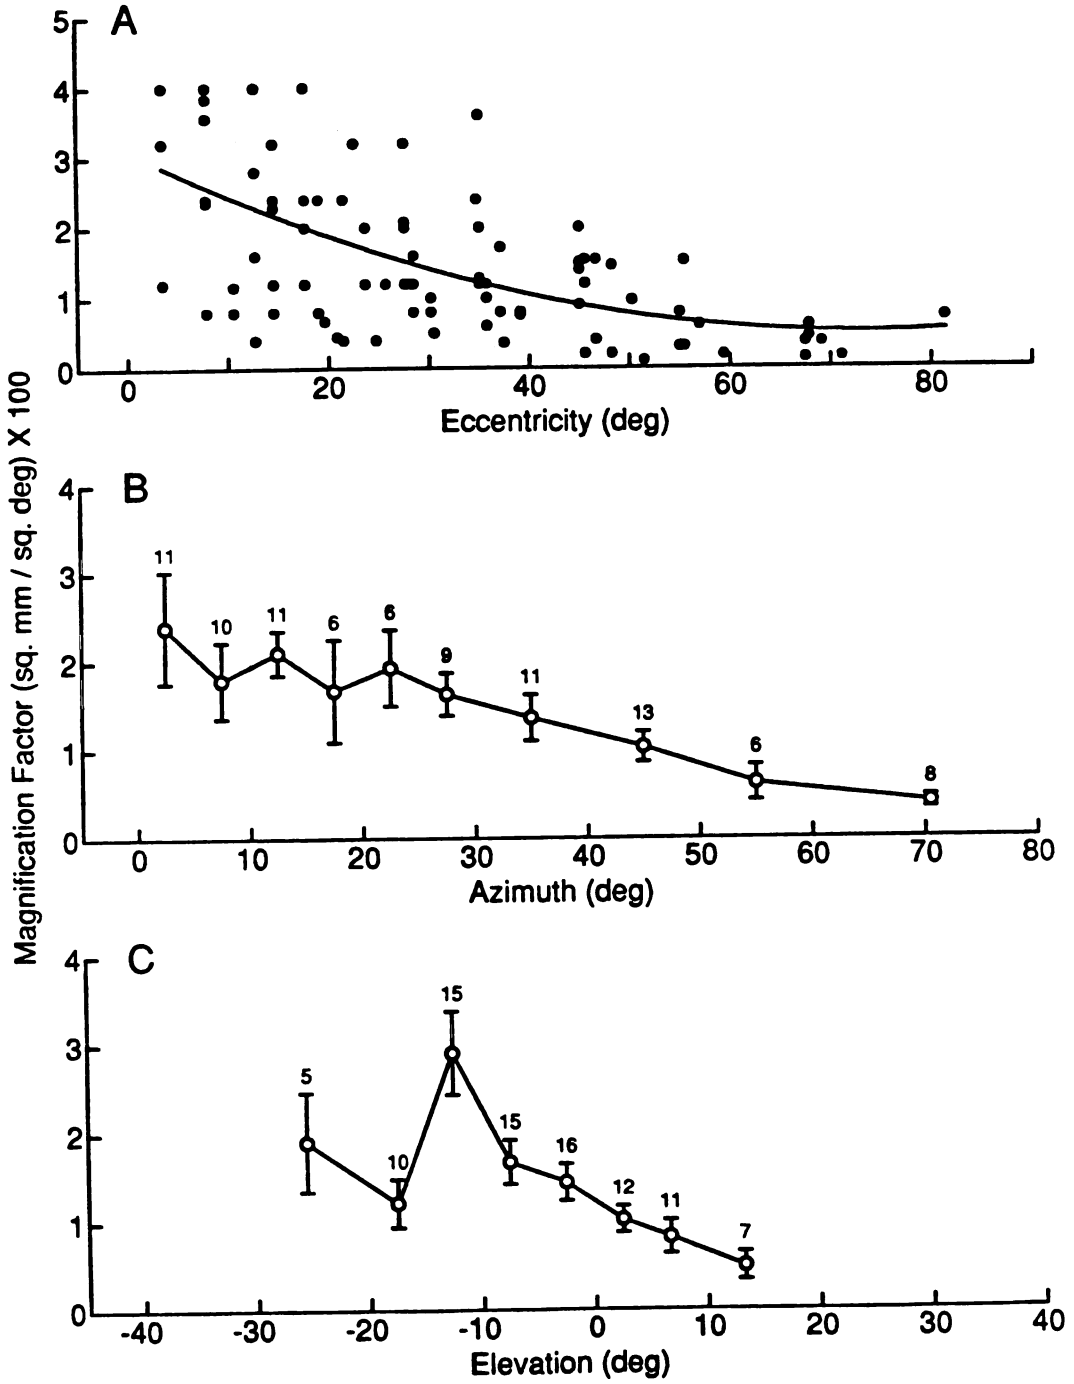 Magnification Factor (sq. mm / sq. deg) X 100
A
5
4
3
2
1
0
0 20 40 60 80
Eccentricity (deg)
B
4
3
2
1
0
11 10 11 6 6 9 11 13 6 8
0 10 20 30 40 50 60 70 80
Azimuth (deg)
C
4
3
2
1
0
5 10 15 15 16 12 11 7
-40 -30 -20 -10 0 10 20 30 40
Elevation (deg)